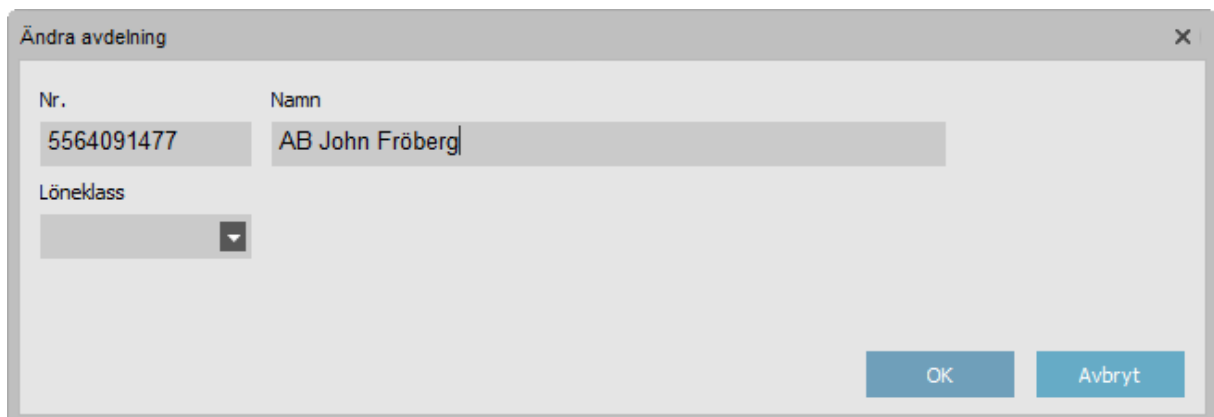 Ändra avdelning
Nr. Namn
5564091477 AB John Fröberg
Löneklass
OK Avbryt